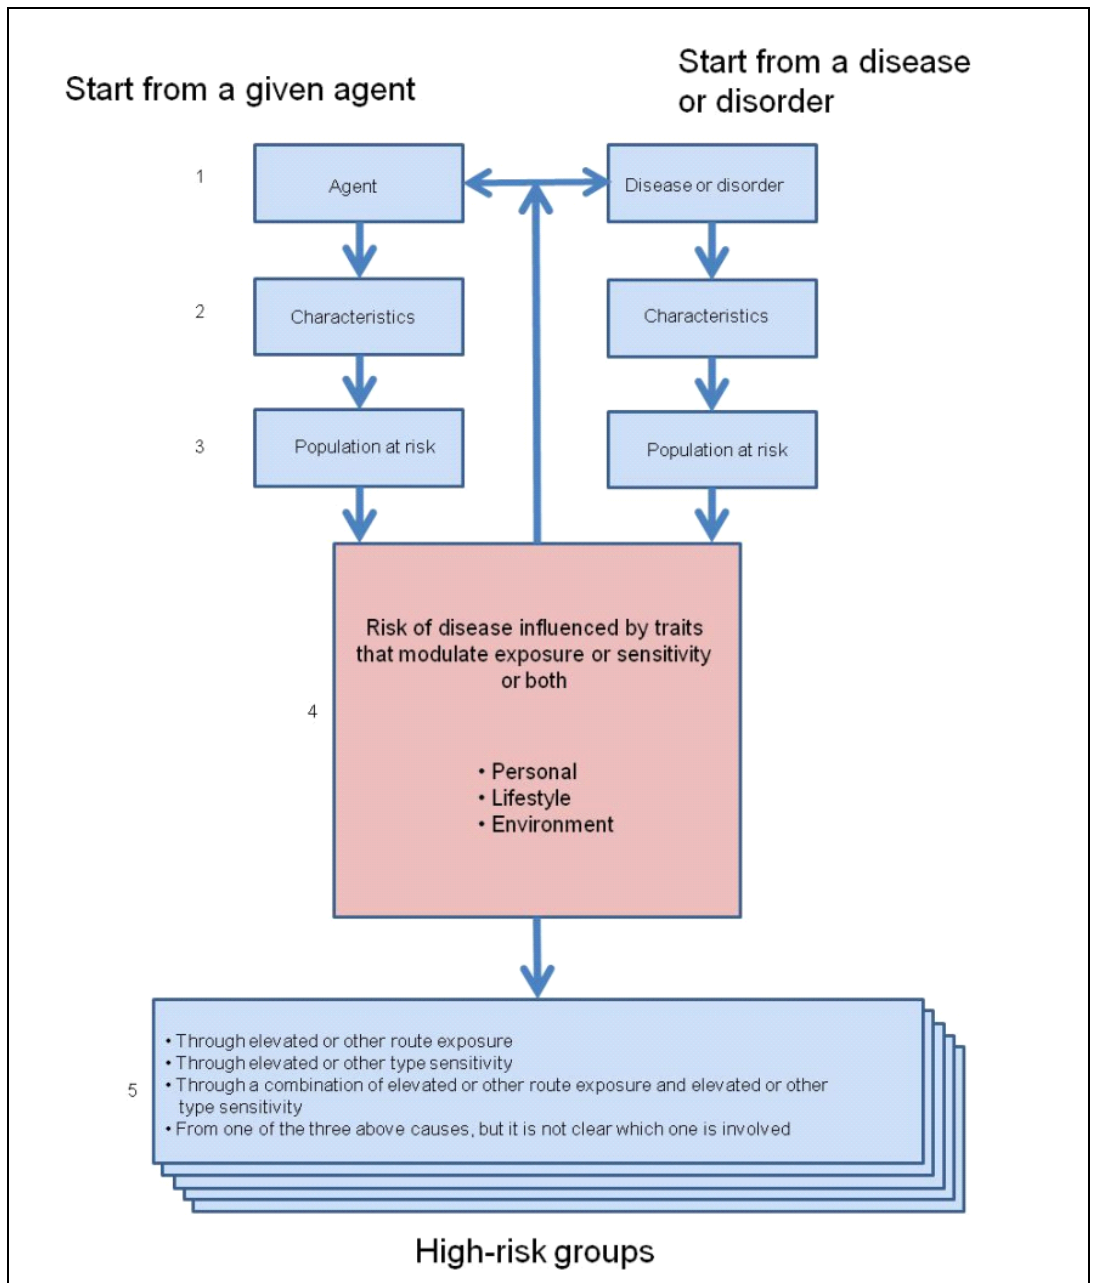 Start from a given agent
Start from a disease
or disorder
1
Agent
Disease or disorder
2
Characteristics
Characteristics
3
Population at risk
Population at risk
Risk of disease influenced by traits
that modulate exposure or sensitivity
or both
4
• Personal
• Lifestyle
• Environment
• Through elevated or other route exposure
• Through elevated or other type sensitivity
5
• Through a combination of elevated or other route exposure and elevated or other
type sensitivity
• From one of the three above causes, but it is not clear which one is involved
High-risk groups